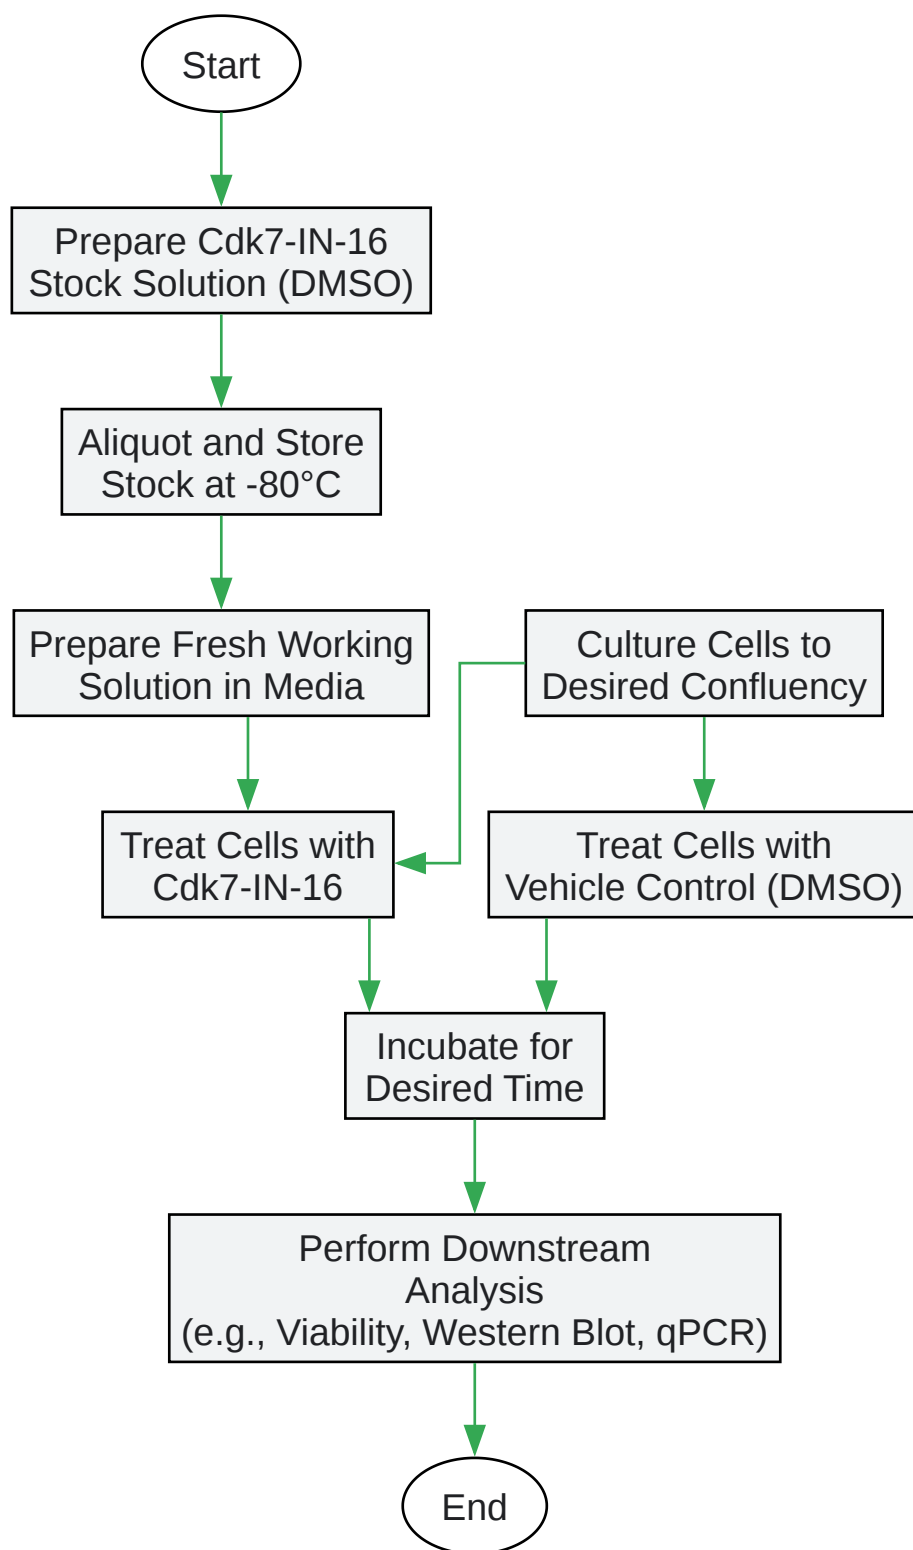 Start
Prepare Cdk7-IN-16
Stock Solution (DMSO)
Aliquot and Store
Stock at -80°C
Prepare Fresh Working
Solution in Media
Culture Cells to
Desired Confluency
Treat Cells with
Cdk7-IN-16
Treat Cells with
Vehicle Control (DMSO)
Incubate for
Desired Time
Perform Downstream
Analysis
(e.g., Viability, Western Blot, qPCR)
End